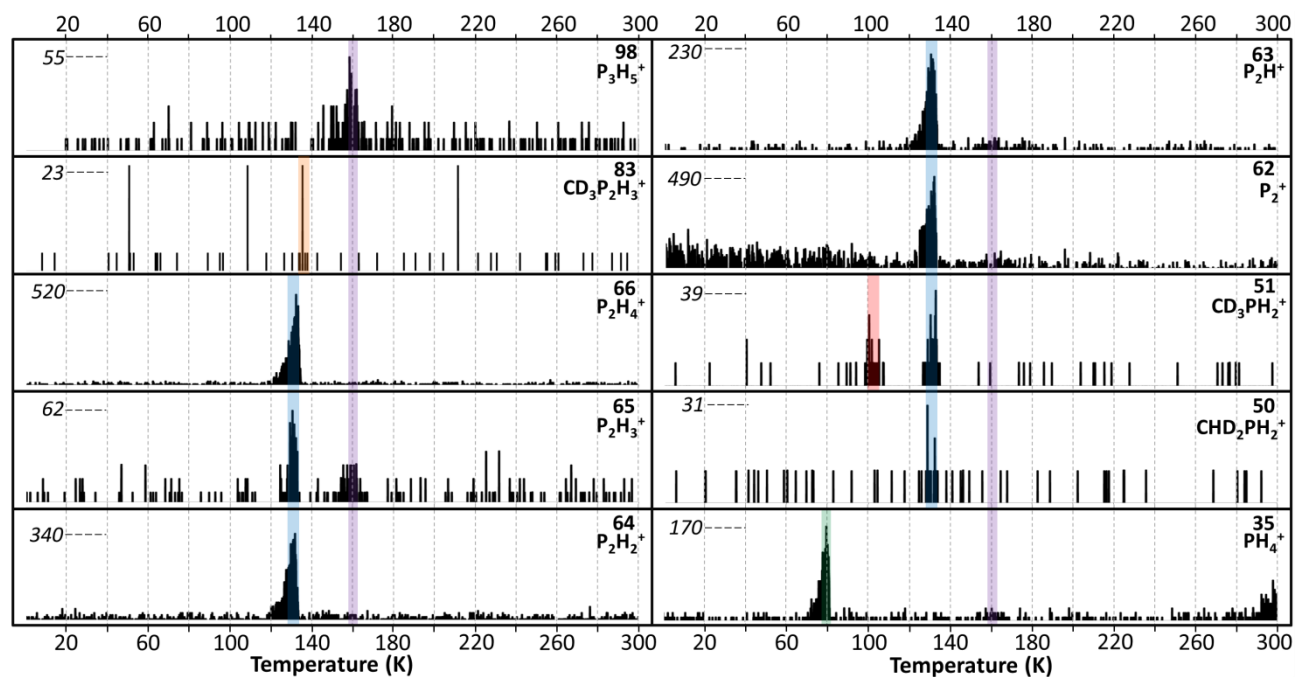 20 60 100 140 180 220 260 300 20 60 100 140 180 220 260 300
55
98
P₃H₅⁺
230
63
P₂H⁺
23
83
CD₃P₂H₃⁺
490
62
P₂⁺
520
66
P₂H₄⁺
39
51
CD₃PH₂⁺
62
65
P₂H₃⁺
31
50
CHD₂PH₂⁺
340
64
P₂H₂⁺
170
35
PH₄⁺
20 60 100 140 180 220 260 300 20 60 100 140 180 220 260 300
Temperature (K) Temperature (K)